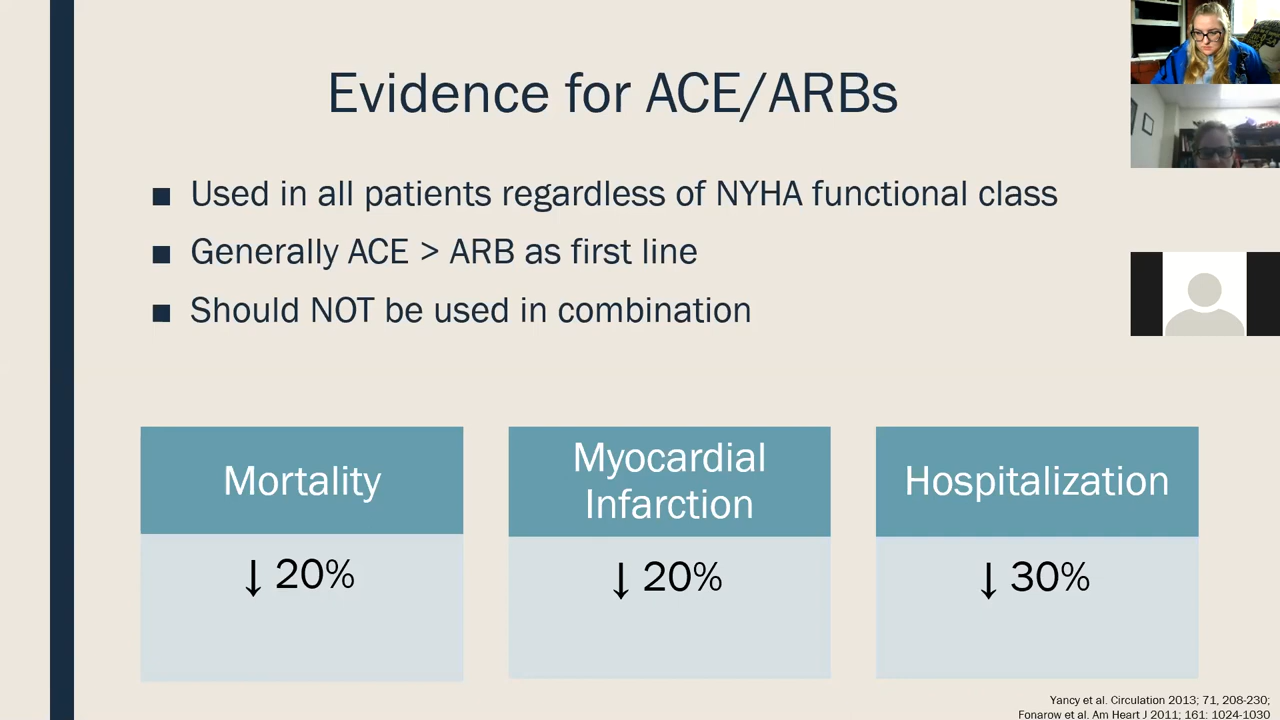 Evidence for ACE/ARBs
■ Used in all patients regardless of NYHA functional class
■ Generally ACE > ARB as first line
■ Should NOT be used in combination
Mortality
↓ 20%
Myocardial
Infarction
↓ 20%
Hospitalization
↓ 30%
Yancy et al. Circulation 2013; 71, 208-230;
Fonarow et al. Am Heart J 2011; 161: 1024-1030